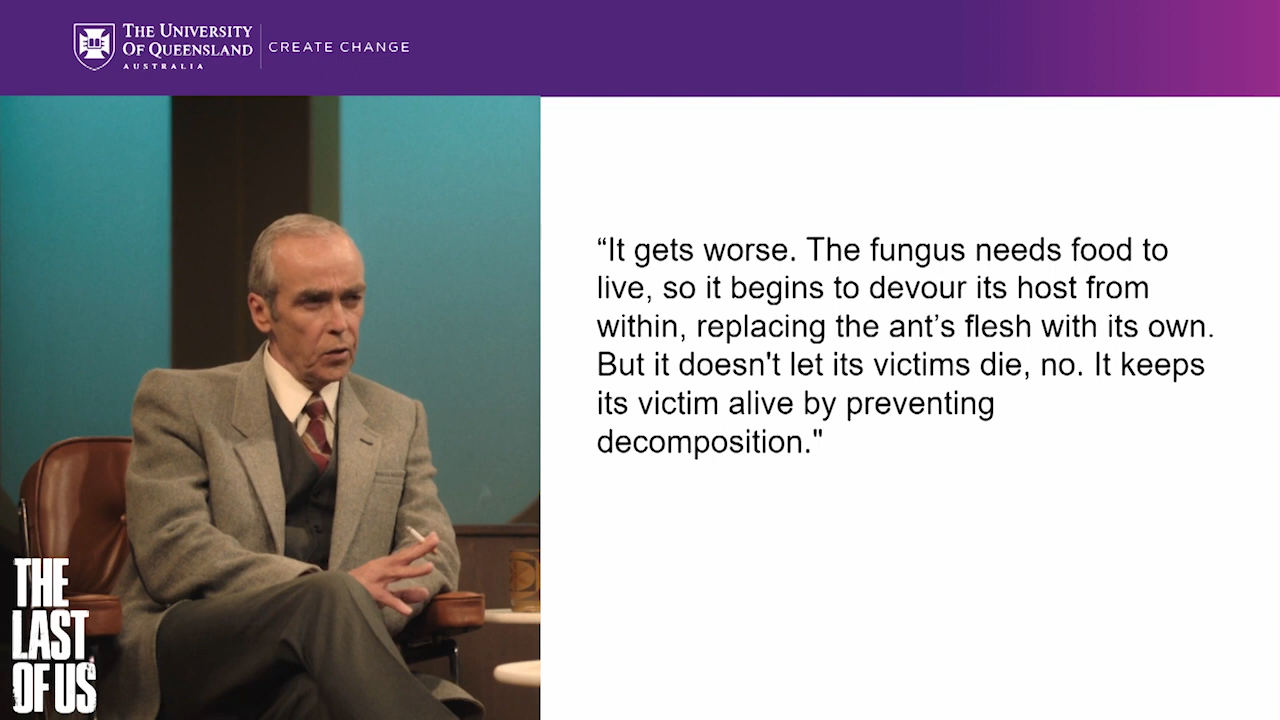 THE UNIVERSITY
OF QUEENSLAND
AUSTRALIA
CREATE CHANGE
“It gets worse. The fungus needs food to
live, so it begins to devour its host from
within, replacing the ant’s flesh with its own.
But it doesn't let its victims die, no. It keeps
its victim alive by preventing
decomposition."
THE
LAST
OF US